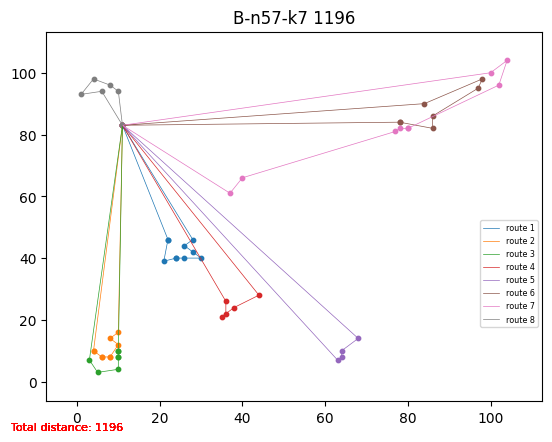 B-n57-k7 1196
100
80
60
40
20
0
0
20
40
60
80
100
route 1
route 2
route 3
route 4
route 5
route 6
route 7
route 8
Total distance: 1196